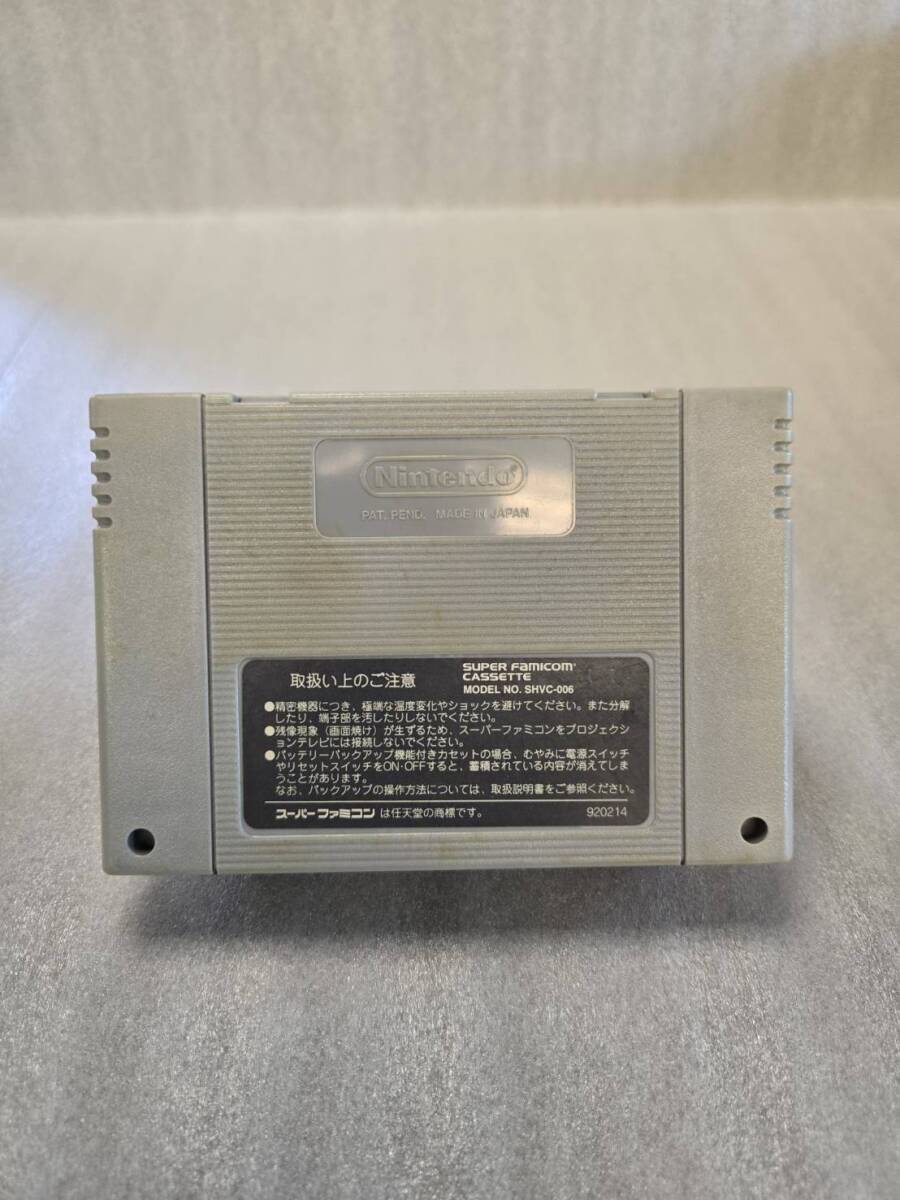 Nintendo
PAT. PEND. MADE IN JAPAN
取扱い上のご注意
SUPER FAMICOM
CASSETTE
MODEL NO. SHVC-006
●精密機器につき、極端な温度変化やショックを避けてください。また分解
したり、端子部を汚したりしないでください。
●残像現象（画面焼け）が生ずるため、スーパーファミコンをプロジェクシ
ョンテレビには接続しないでください。
●バッテリーバックアップ機能付きカセットの場合、むやみに電源スイッチ
やリセットスイッチをON・OFFすると、蓄積されている内容が消えてしま
うことがあります。
なお、バックアップの操作方法については、取扱説明書をご参照ください。
スーパーファミコンは任天堂の商標です。
920214